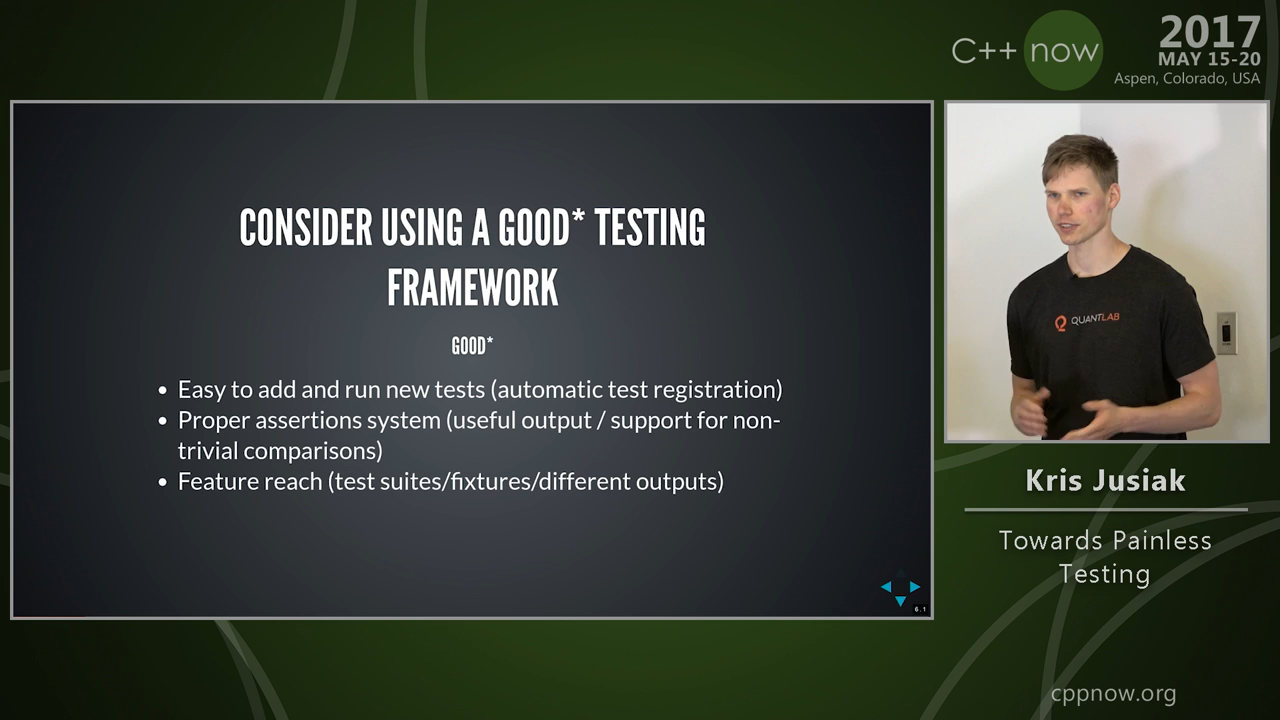 C++ now
2017
MAY 15-20
Aspen, Colorado, USA
CONSIDER USING A GOOD* TESTING
FRAMEWORK
GOOD*
• Easy to add and run new tests (automatic test registration)
• Proper assertions system (useful output / support for non-
trivial comparisons)
• Feature reach (test suites/fixtures/different outputs)
6.1
QUANTLAB
Kris Jusiak
Towards Painless
Testing
cppnow.org